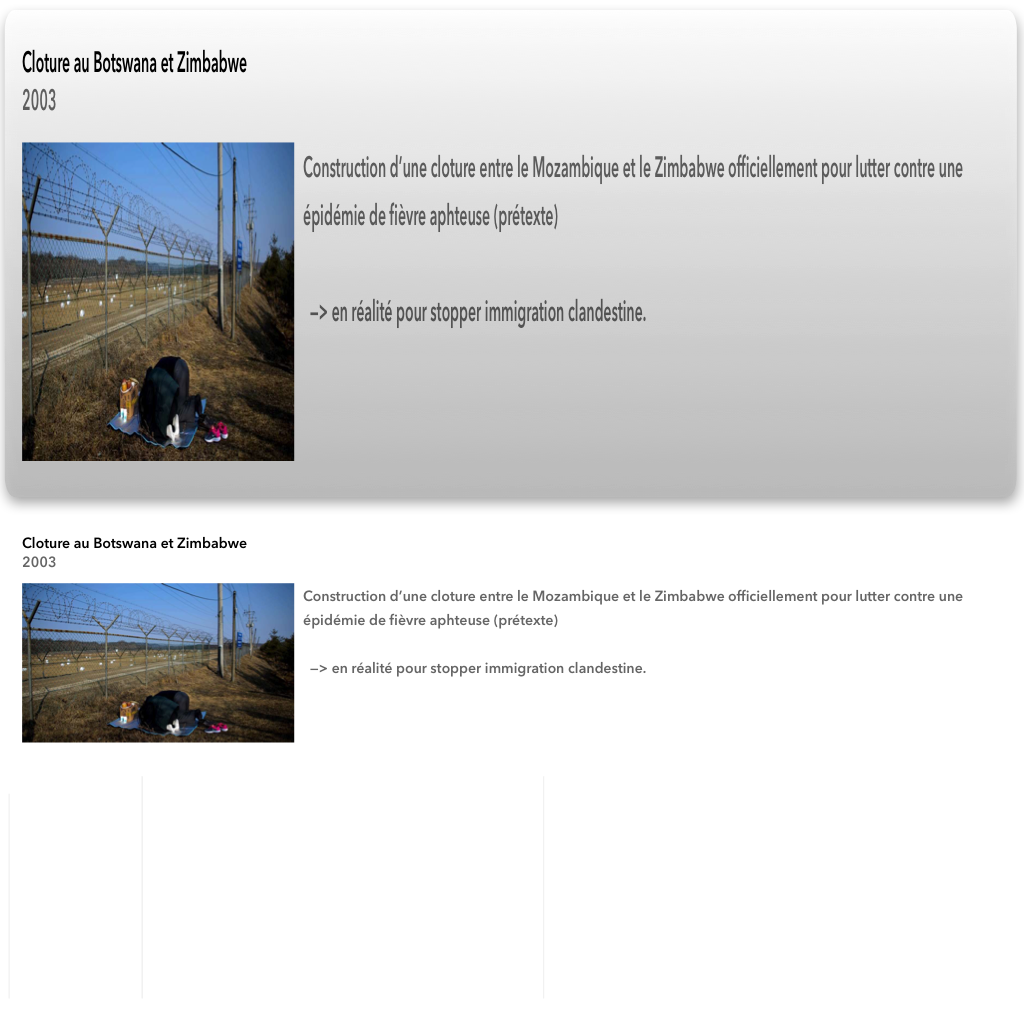 Cloture au Botswana et Zimbabwe
2003
Construction d’une cloture entre le Mozambique et le Zimbabwe officiellement pour lutter contre une
épidémie de fièvre aphteuse (prétexte)
—> en réalité pour stopper immigration clandestine.
Cloture au Botswana et Zimbabwe
2003
Construction d’une cloture entre le Mozambique et le Zimbabwe officiellement pour lutter contre une
épidémie de fièvre aphteuse (prétexte)
—> en réalité pour stopper immigration clandestine.